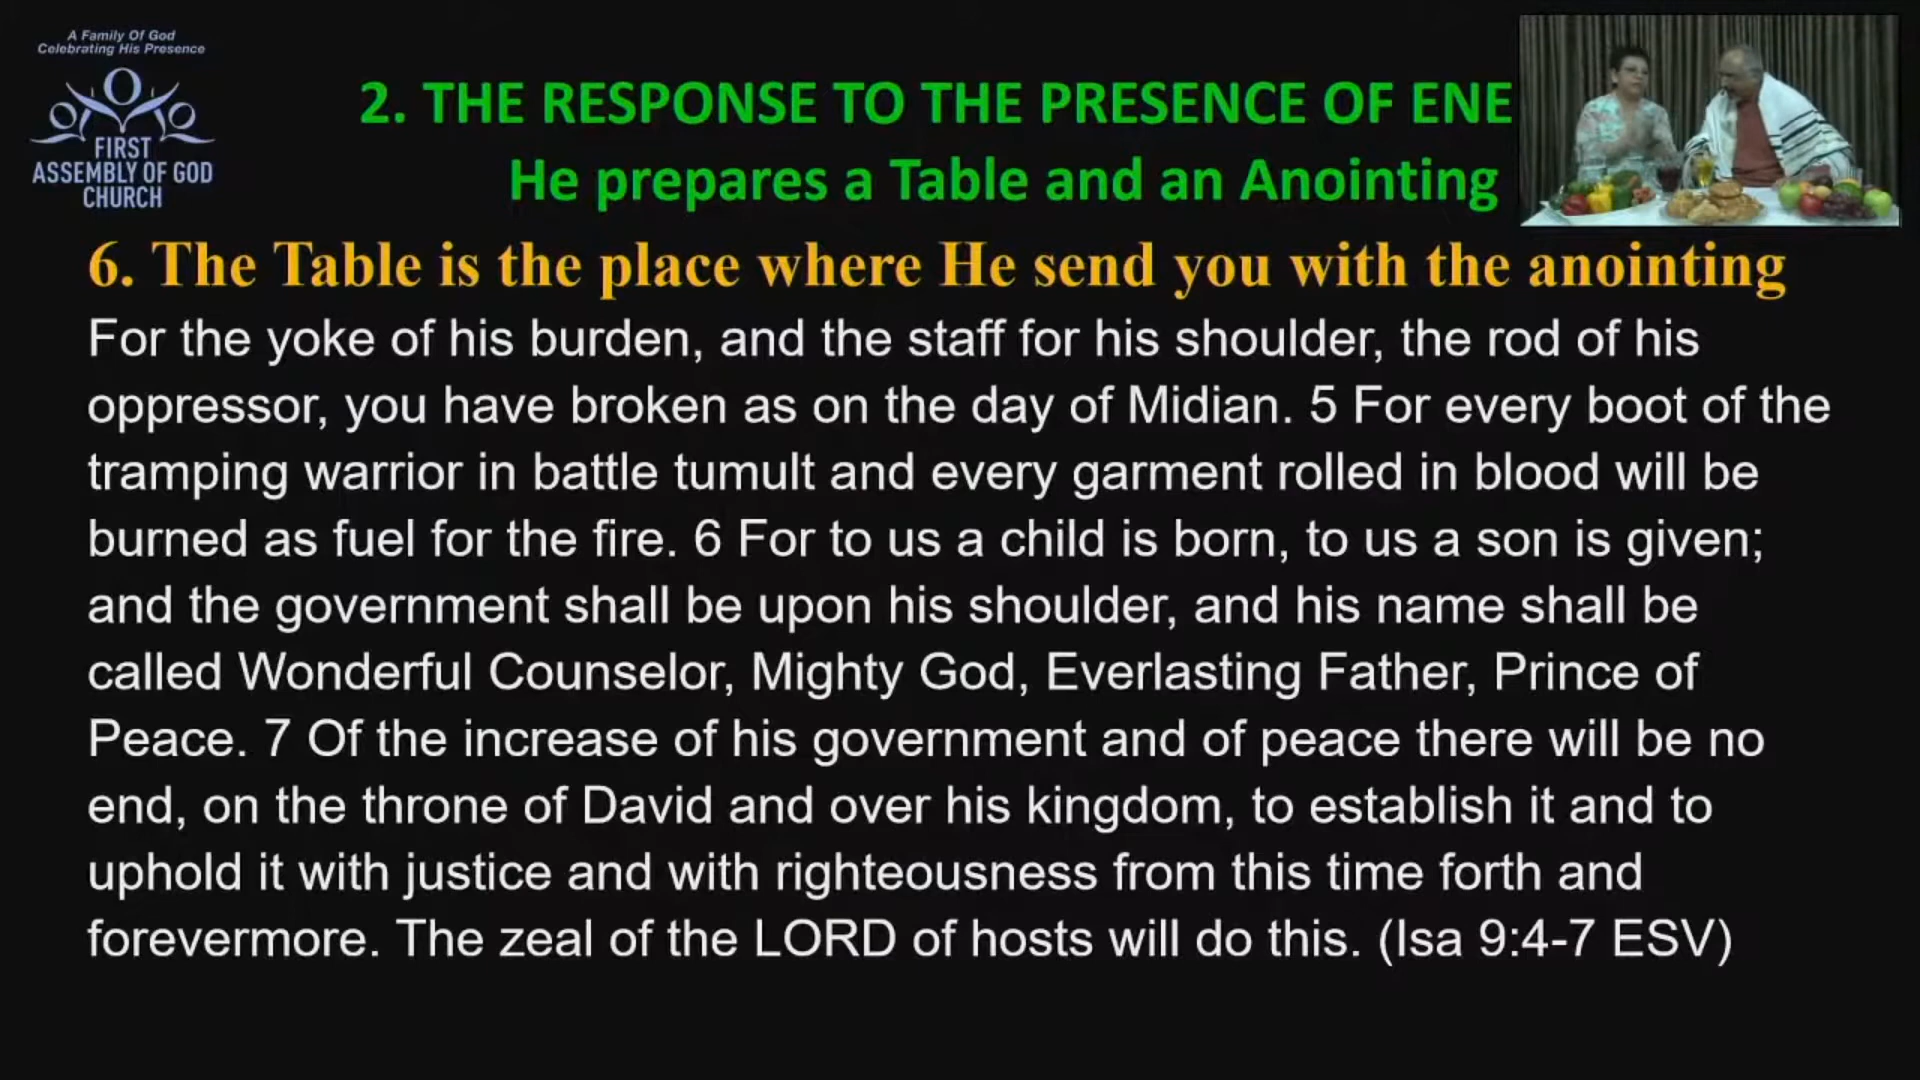 A Family Of God
Celebrating His Presence
FIRST
ASSEMBLY OF GOD
CHURCH
2. THE RESPONSE TO THE PRESENCE OF ENE
He prepares a Table and an Anointing
6. The Table is the place where He send you with the anointing
For the yoke of his burden, and the staff for his shoulder, the rod of his
oppressor, you have broken as on the day of Midian. 5 For every boot of the
tramping warrior in battle tumult and every garment rolled in blood will be
burned as fuel for the fire. 6 For to us a child is born, to us a son is given;
and the government shall be upon his shoulder, and his name shall be
called Wonderful Counselor, Mighty God, Everlasting Father, Prince of
Peace. 7 Of the increase of his government and of peace there will be no
end, on the throne of David and over his kingdom, to establish it and to
uphold it with justice and with righteousness from this time forth and
forevermore. The zeal of the LORD of hosts will do this. (Isa 9:4-7 ESV)